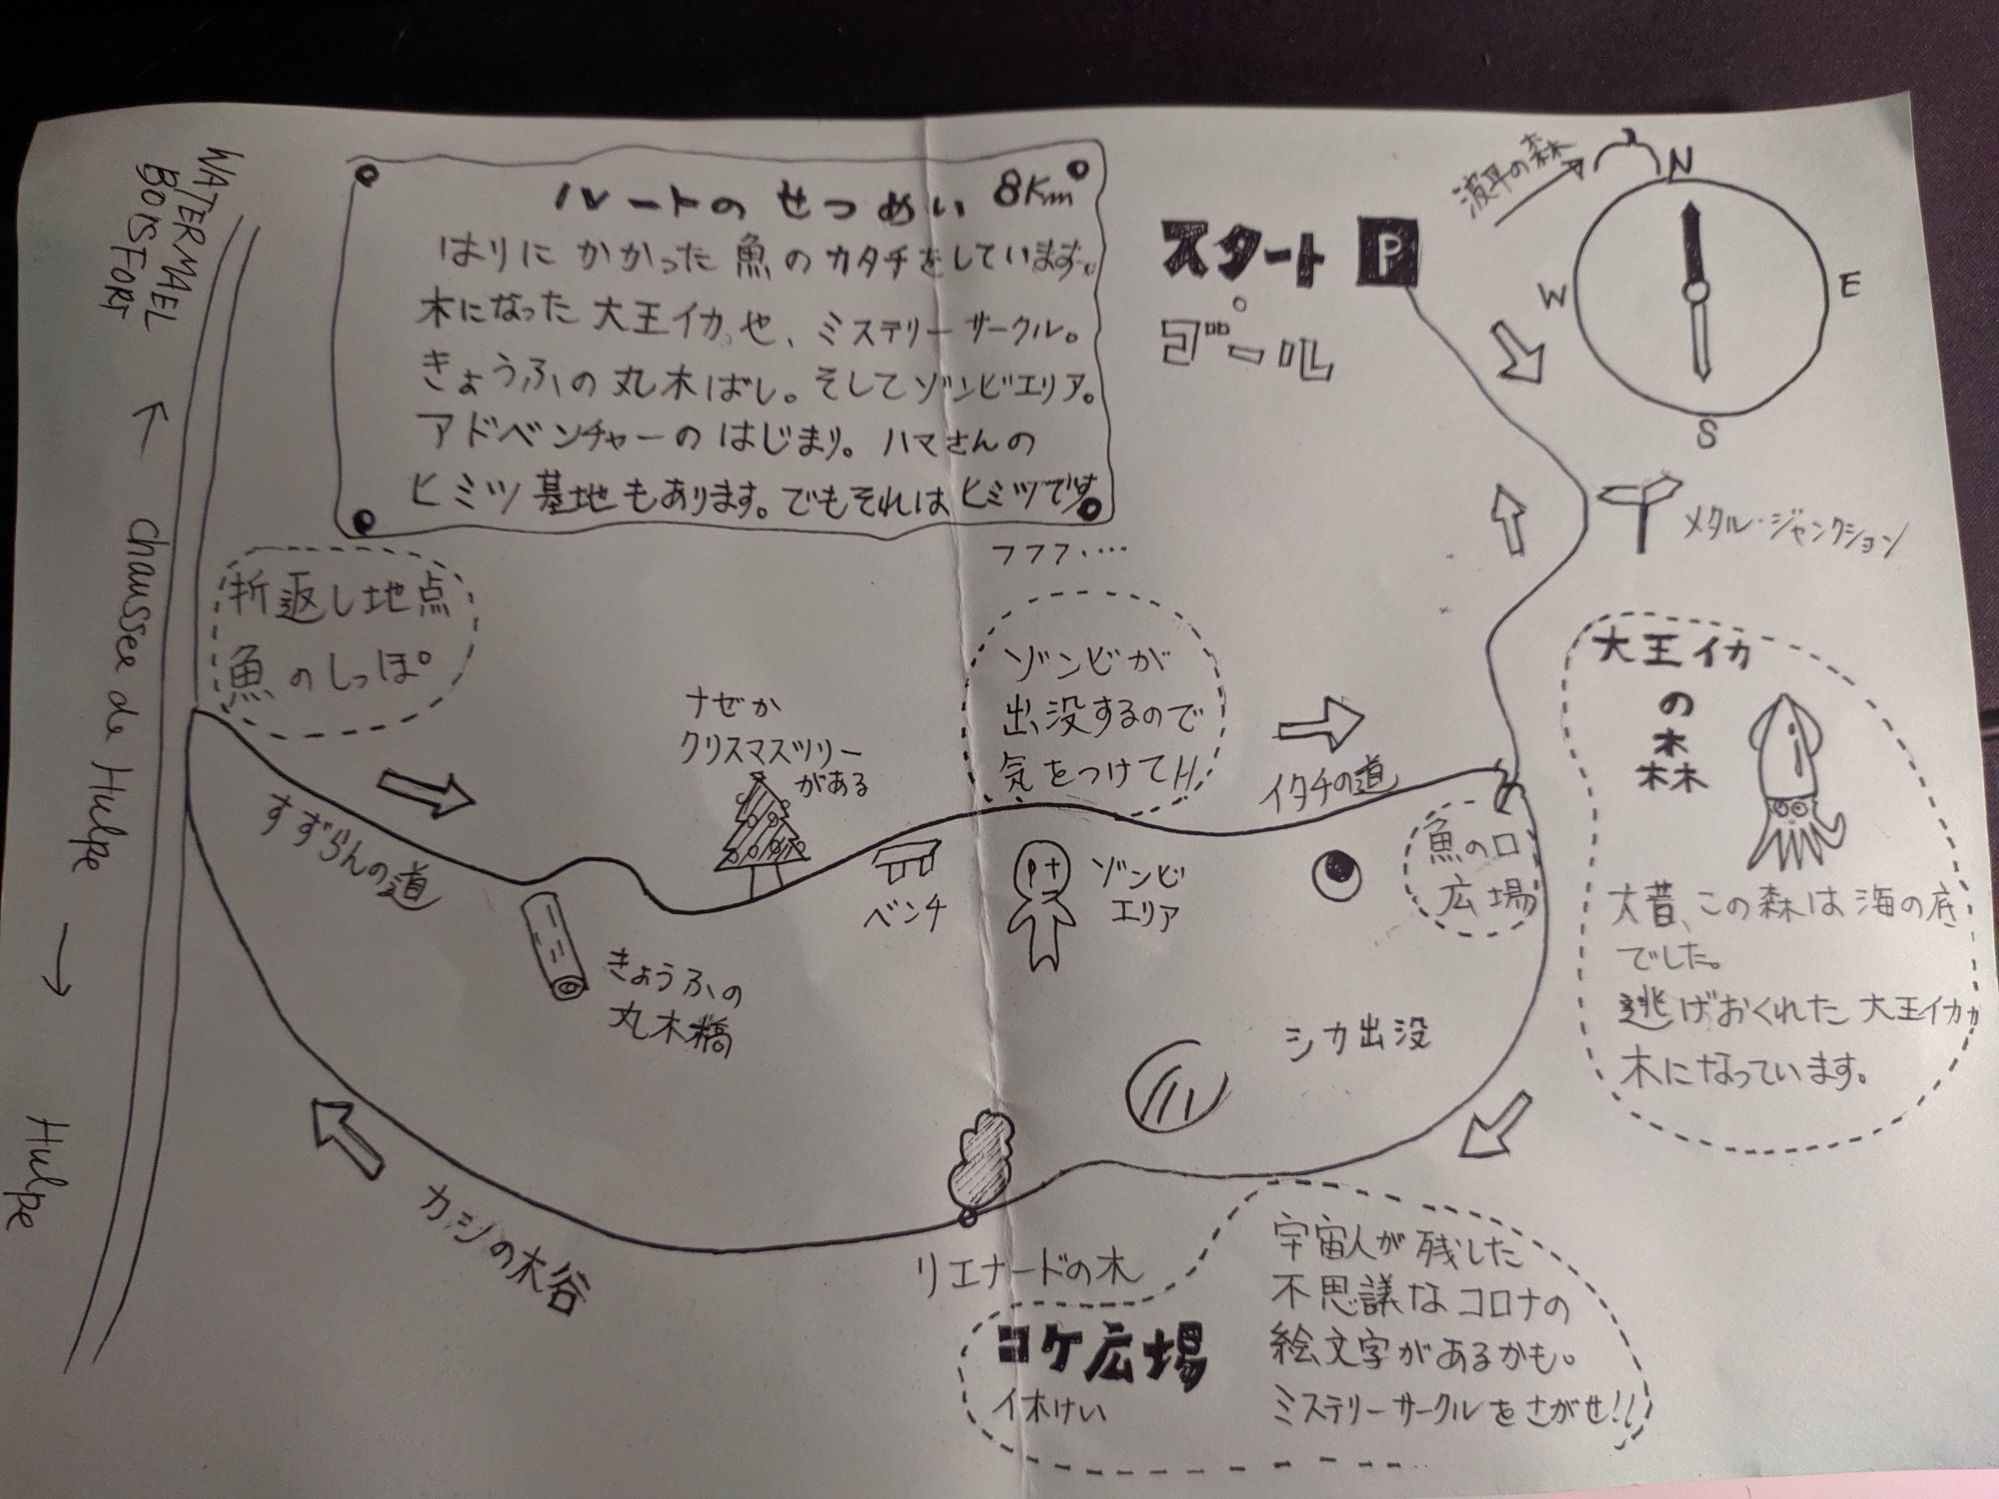 WATERMAEL
BOISFORT
ルートのせつめい 8Km
はりにかかった魚のカタチをしています。
木になった大王イカや、ミステリーサークル。
きょうふの丸木ばし。そしてゾンビエリア。
アドベンチャーのはじまり。ハマさんの
ヒミツ基地もあります。でもそれはヒミツです
フフフ・・・・
スタート P
ゴール
の森
N
W
E
S
メタル・ジャンクション
← chaussee de Hulpe →
Hulpe
折返し地点
魚のしっぽ
すずらんの道
ナゼか
クリスマスツリー
がある
ゾンビが
出没するので
気をつけてH
イタチの道
大王イカ
の
森
大昔、この森は海の底
でした。
逃げおくれた大王イカが
木になっています。
魚の口
広場
ベンチ
ゾンビ
エリア
きょうふの
丸木橋
シカ出没
カシの木谷
リエナードの木
コケ広場
宇宙人が残した
不思議なコロナの
絵文字があるかも。
ミステリーサークルをさがせ!!